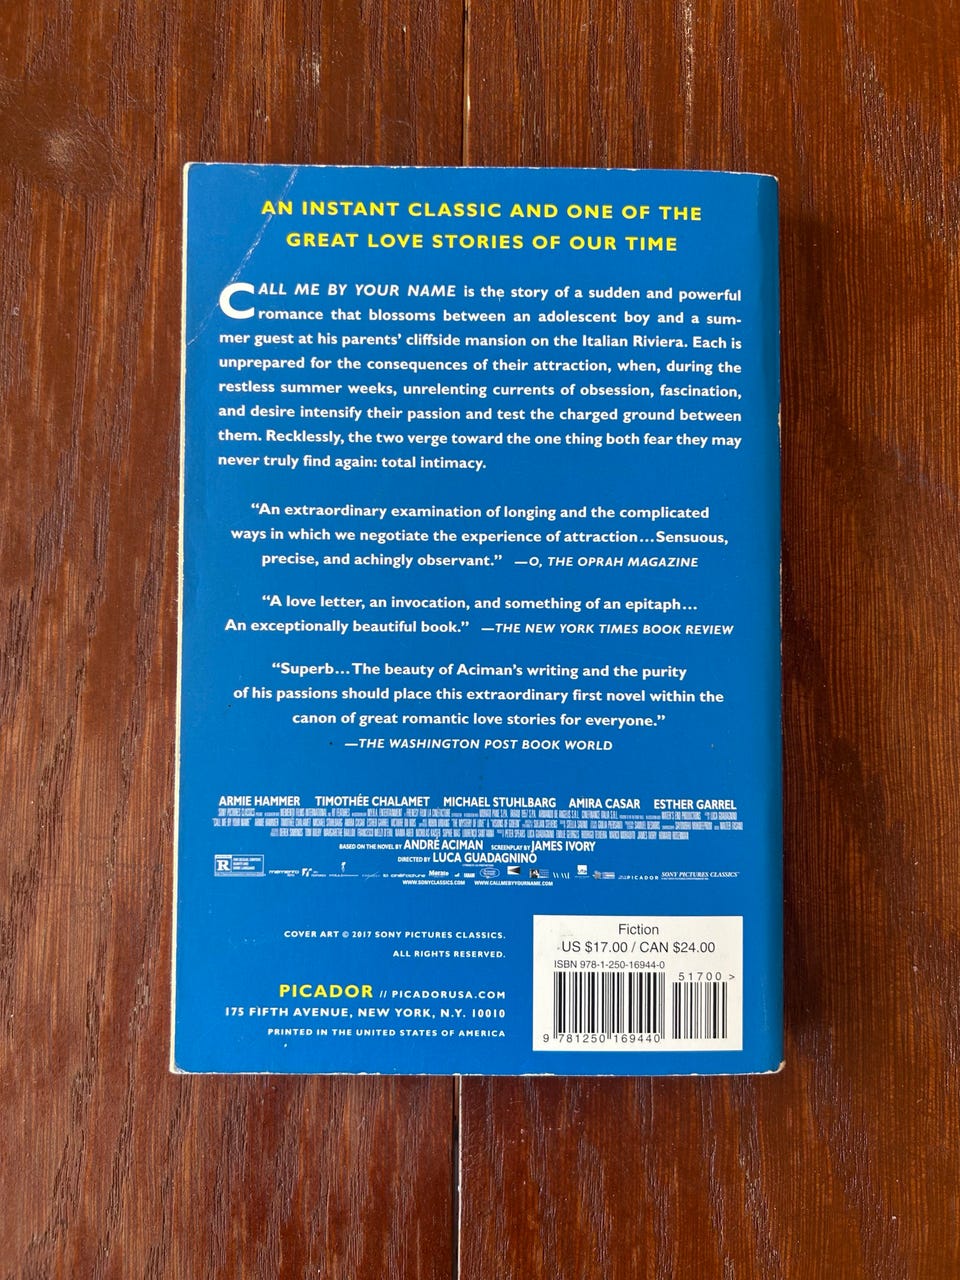 AN INSTANT CLASSIC AND ONE OF THE
GREAT LOVE STORIES OF OUR TIME
CALL ME BY YOUR NAME is the story of a sudden and powerful
romance that blossoms between an adolescent boy and a sum-
mer guest at his parents’ cliffside mansion on the Italian Riviera. Each is
unprepared for the consequences of their attraction, when, during the
restless summer weeks, unrelenting currents of obsession, fascination,
and desire intensify their passion and test the charged ground between
them. Recklessly, the two verge toward the one thing both fear they may
never truly find again: total intimacy.
“An extraordinary examination of longing and the complicated
ways in which we negotiate the experience of attraction...Sensuous,
precise, and achingly observant.” —O, THE OPRAH MAGAZINE
“A love letter, an invocation, and something of an epitaph...
An exceptionally beautiful book.” —THE NEW YORK TIMES BOOK REVIEW
“Superb...The beauty of Aciman’s writing and the purity
of his passions should place this extraordinary first novel within the
canon of great romantic love stories for everyone.”
—THE WASHINGTON POST BOOK WORLD
ARMIE HAMMER TIMOTHÉE CHALAMET MICHAEL STUHLBARG AMIRA CASAR ESTHER GARREL
BASED ON THE NOVEL BY ANDRÉ ACIMAN SCREENPLAY BY JAMES IVORY
DIRECTED BY LUCA GUADAGNINO
R
PICADOR SONY PICTURES CLASSICS
WWW.SONYCLASSICS.COM WWW.CALLMEBYYOURNAME.COM
COVER ART © 2017 SONY PICTURES CLASSICS.
ALL RIGHTS RESERVED.
PICADOR // PICADORUSA.COM
175 FIFTH AVENUE, NEW YORK, N.Y. 10010
PRINTED IN THE UNITED STATES OF AMERICA
Fiction
US $17.00 / CAN $24.00
ISBN 978-1-250-16944-0
51700 >
9 781250 169440